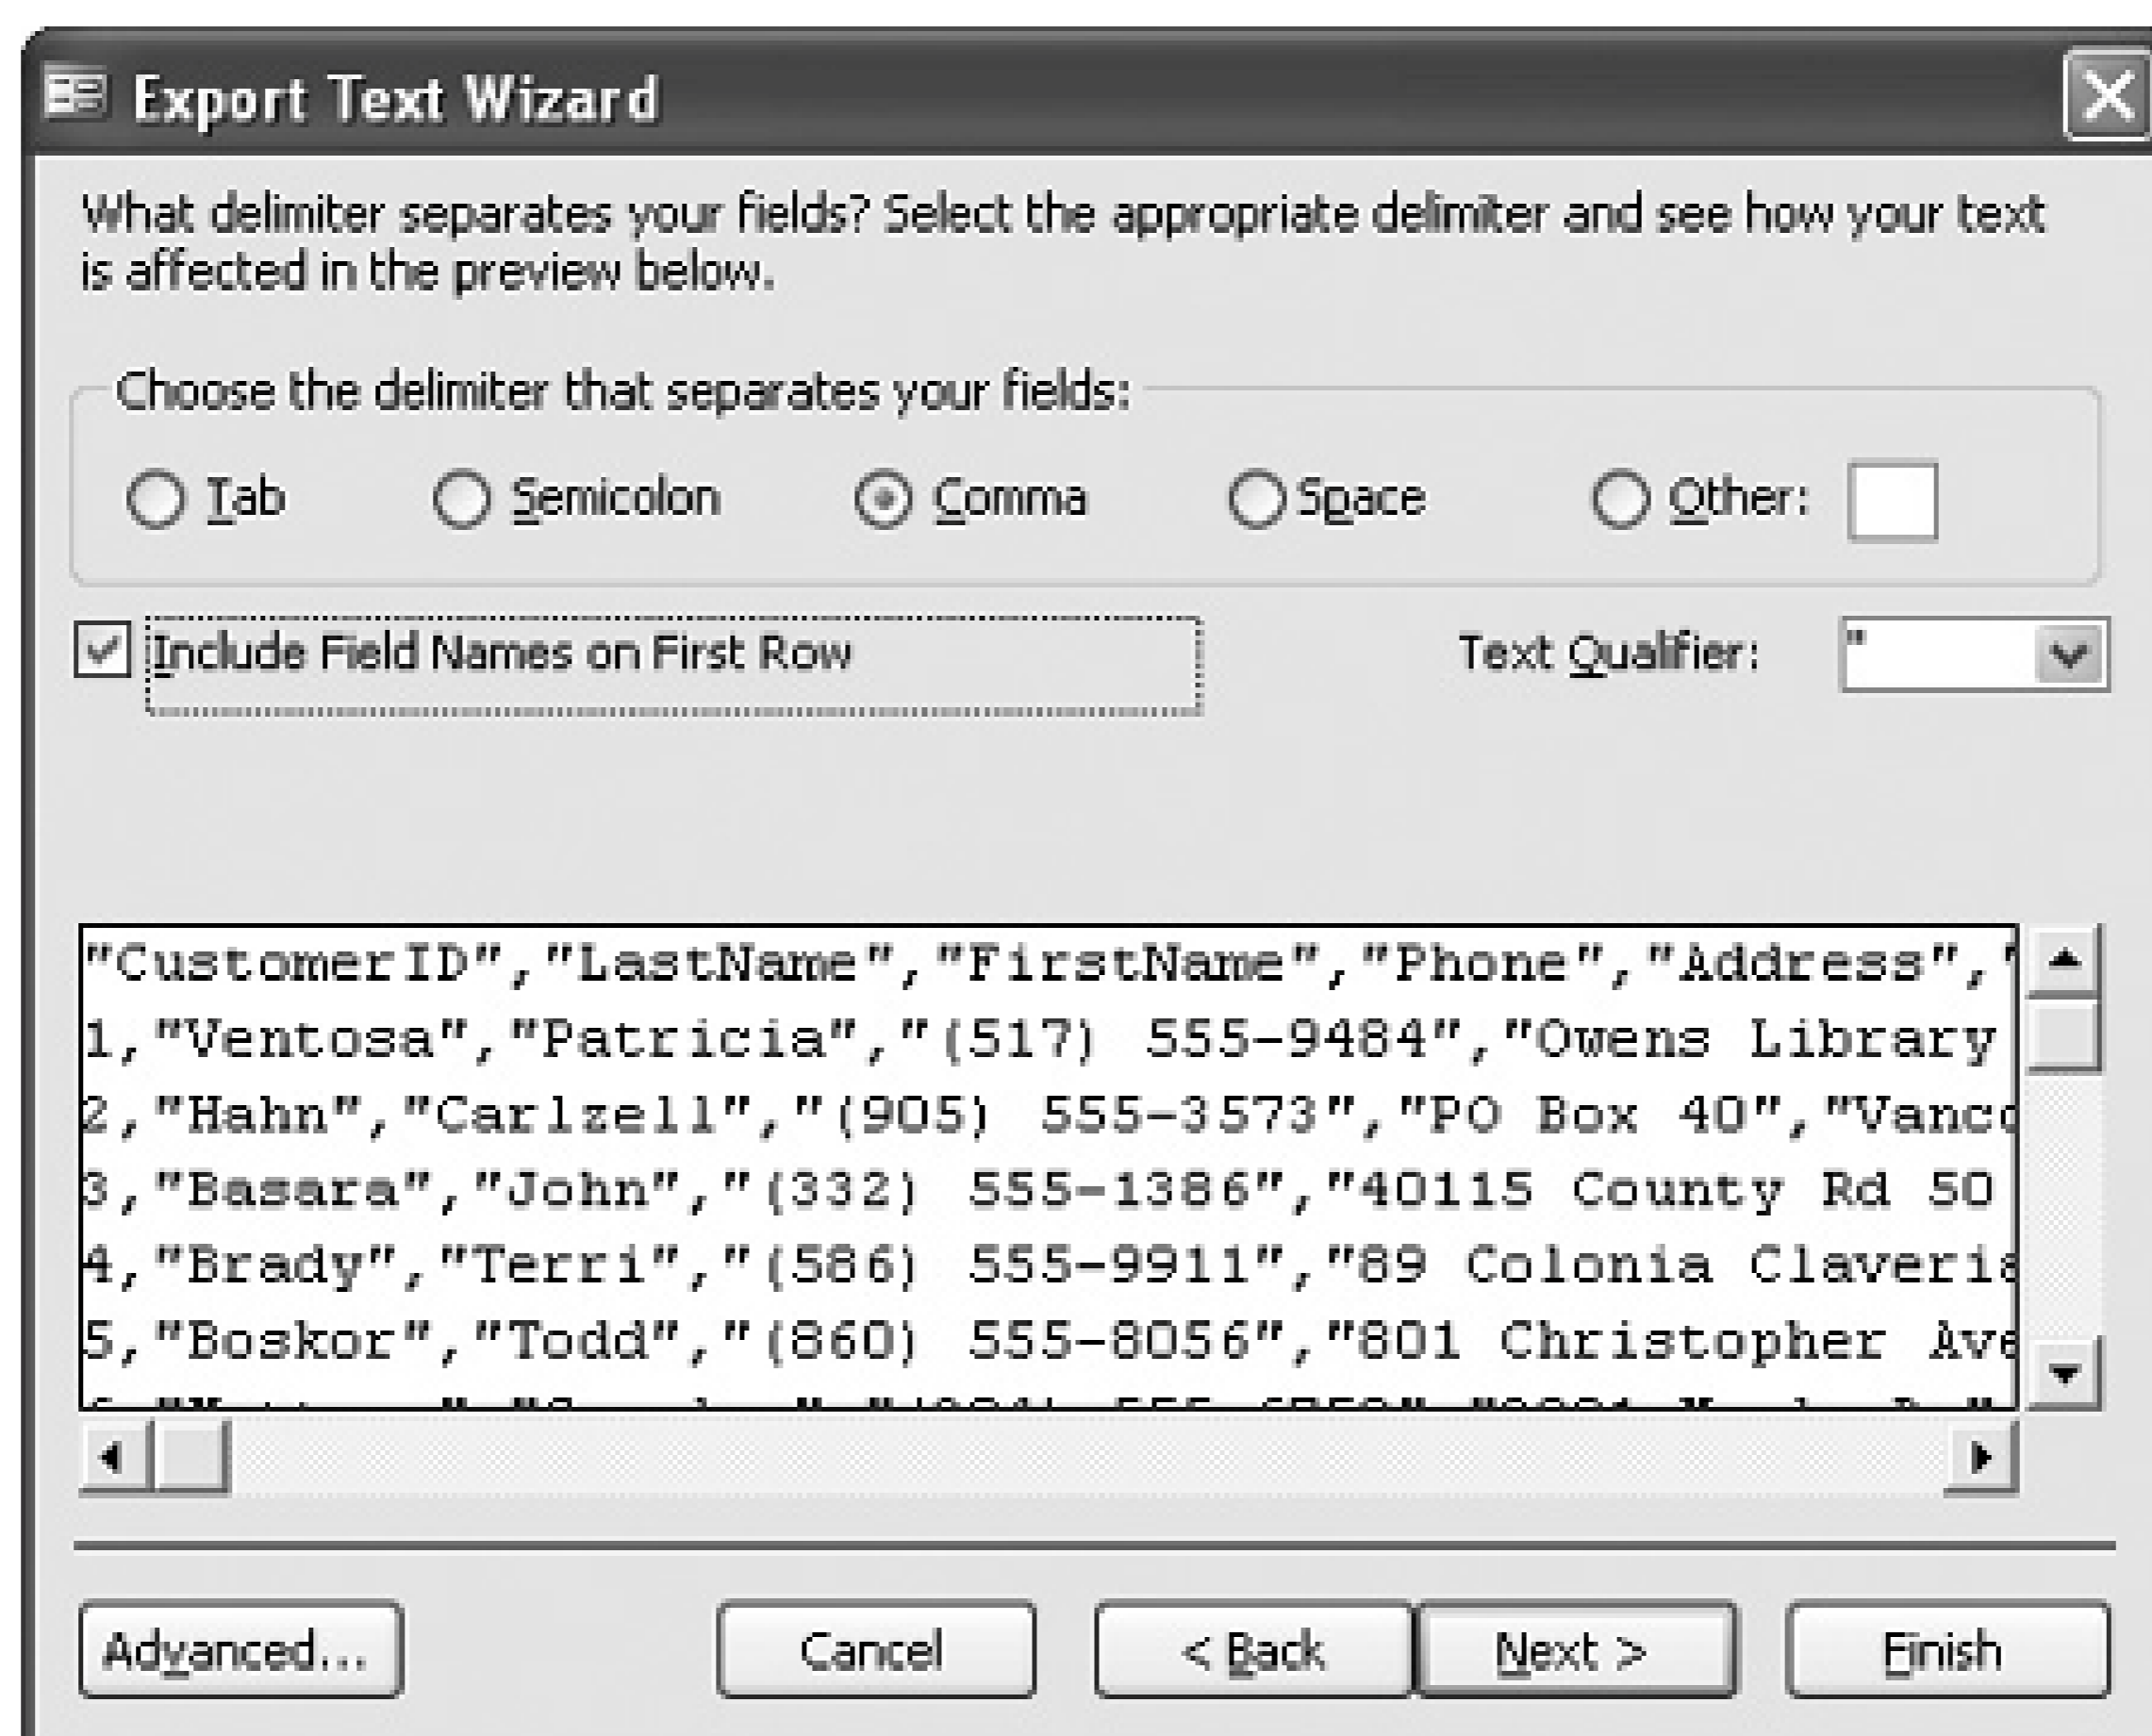 Export Text Wizard
What delimiter separates your fields? Select the appropriate delimiter and see how your text
is affected in the preview below.
Choose the delimiter that separates your fields:
Tab Semicolon Comma Space Other:
Include Field Names on First Row Text Qualifier: "
"CustomerID","LastName","FirstName","Phone","Address","
1,"Ventosa","Patricia","(517) 555-9484","Owens Library
2,"Hahn","Carlzell","(905) 555-3573","PO Box 40","Vanco
3,"Basara","John","(332) 555-1386","40115 County Rd 50
4,"Brady","Terri","(586) 555-9911","89 Colonia Claveria
5,"Boskor","Todd","(860) 555-8056","801 Christopher Ave
Advanced... Cancel < Back Next > Finish